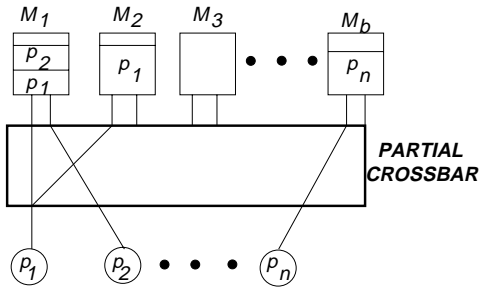 M1 M2 M3 Mb
p2 p1 pn
p1
PARTIAL
CROSSBAR
p1 p2 pn